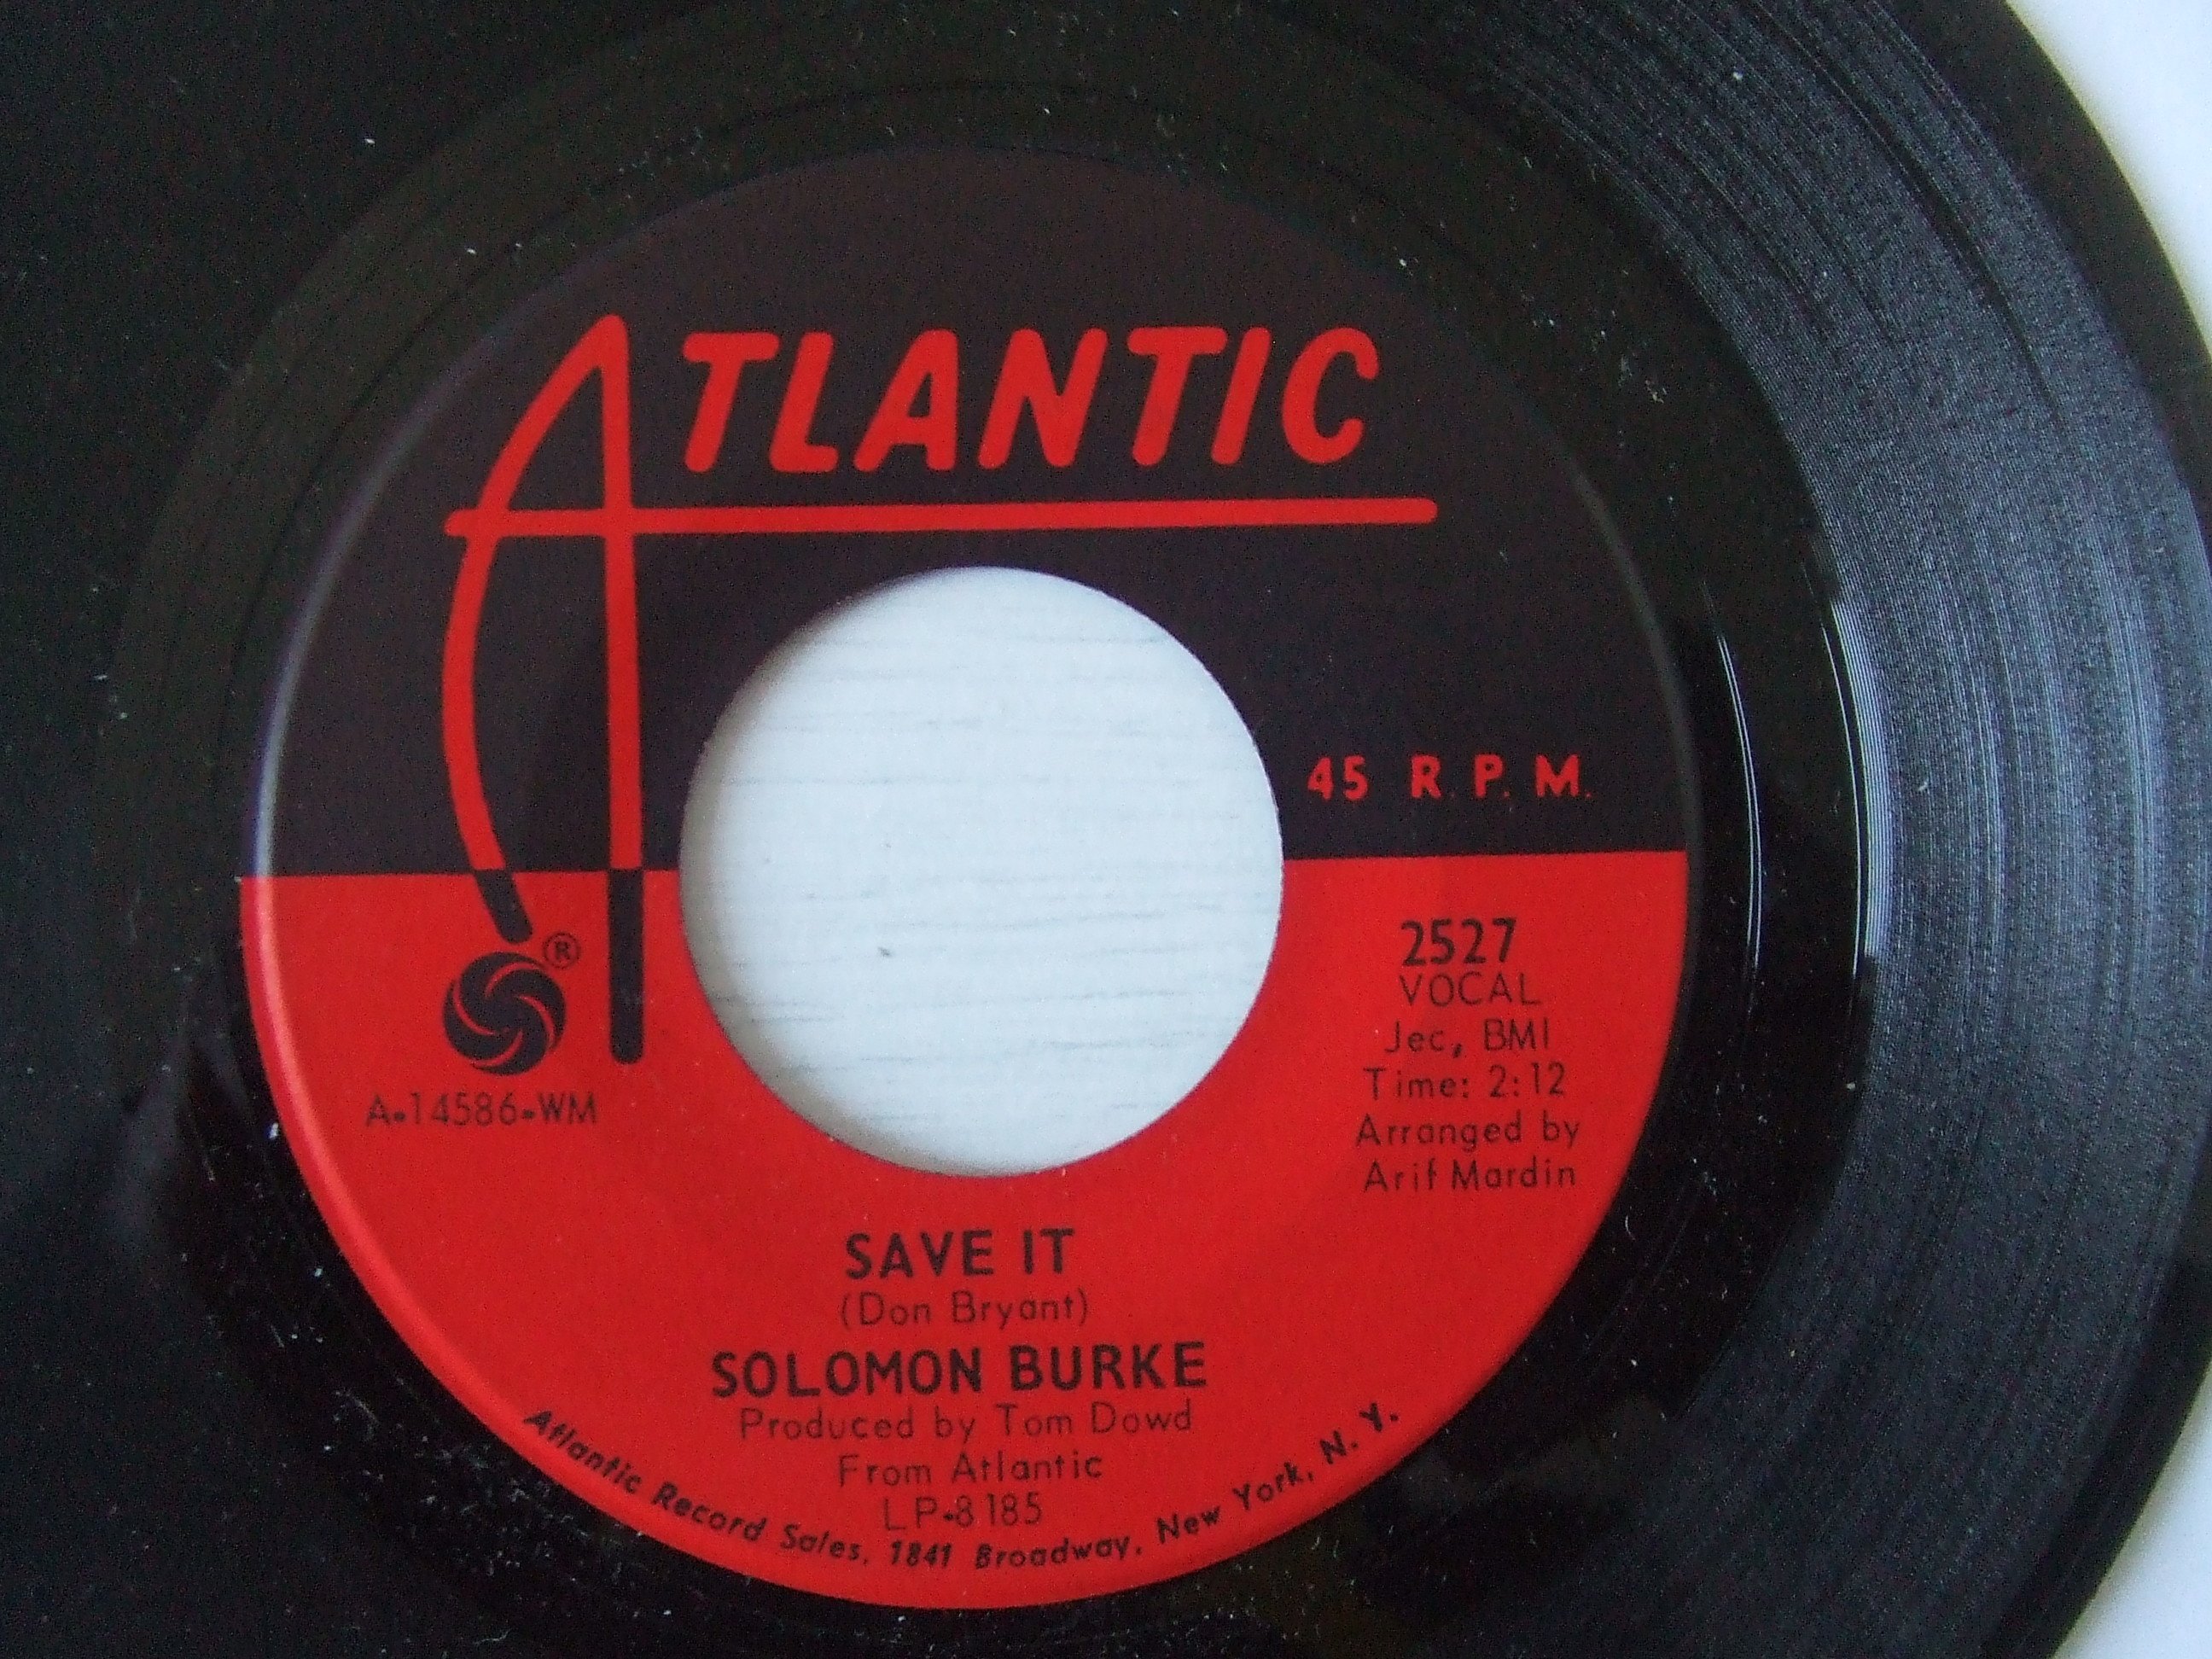 ATLANTIC
45 R.P.M.
®
A-14586-WM
2527
VOCAL
Jec, BMI
Time: 2:12
Arranged by
Arif Mardin
SAVE IT
(Don Bryant)
SOLOMON BURKE
Produced by Tom Dowd
From Atlantic
LP-8185
Atlantic Record Sales, 1841 Broadway, New York, N. Y.